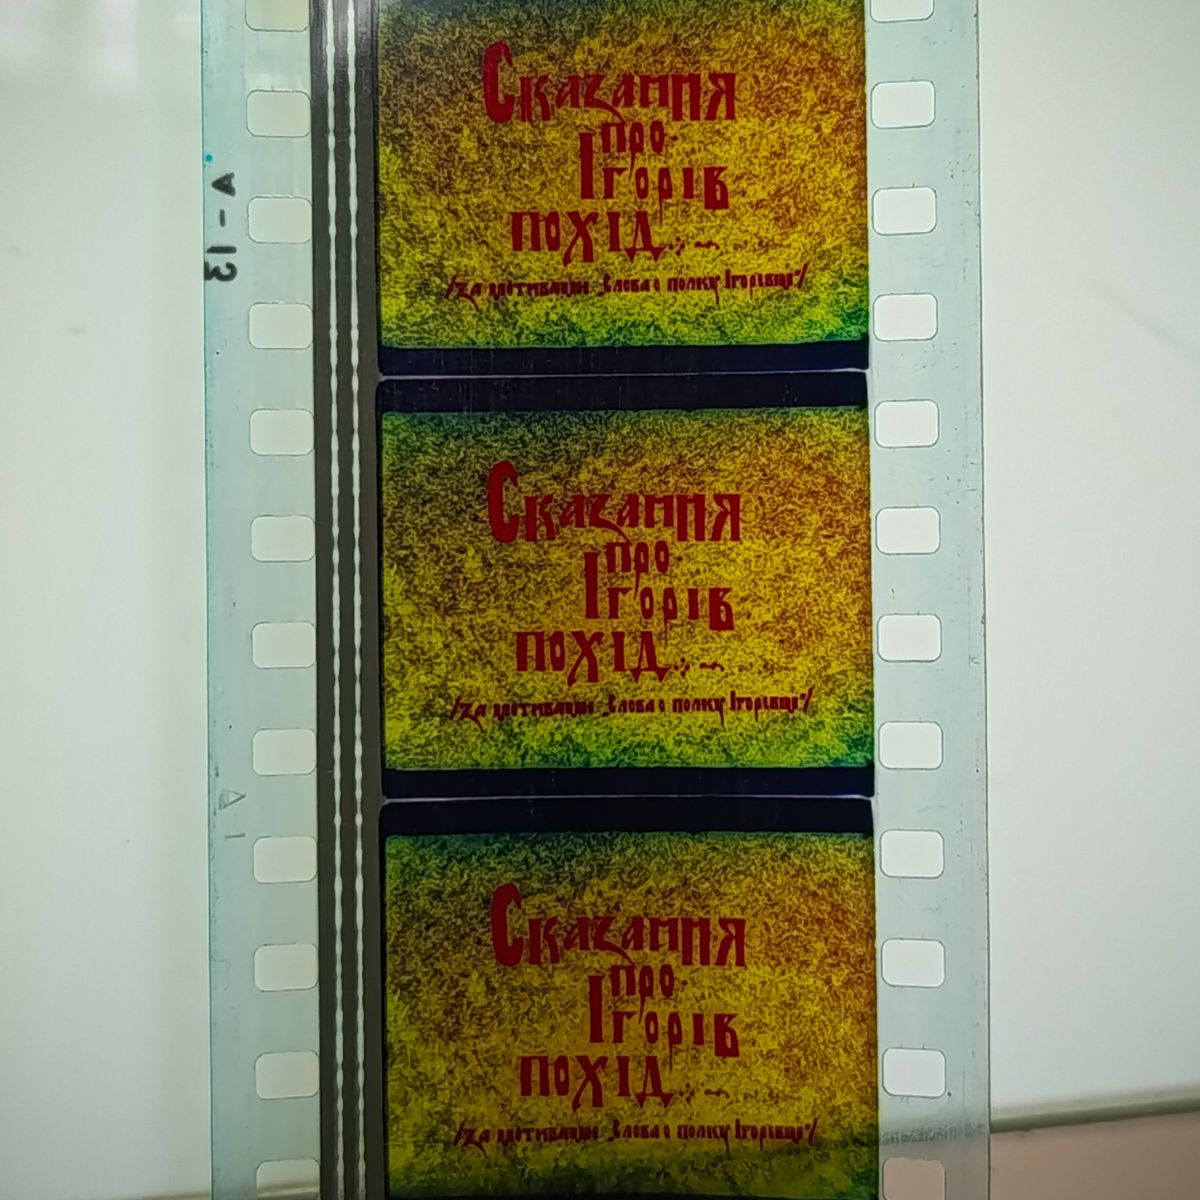 А-13
Сказання
про
Ігорів
похід...
/За мотивами „Слова о полку Ігоревім"/
Сказання
про
Ігорів
похід...
/За мотивами „Слова о полку Ігоревім"/
Сказання
про
Ігорів
похід...
/За мотивами „Слова о полку Ігоревім"/